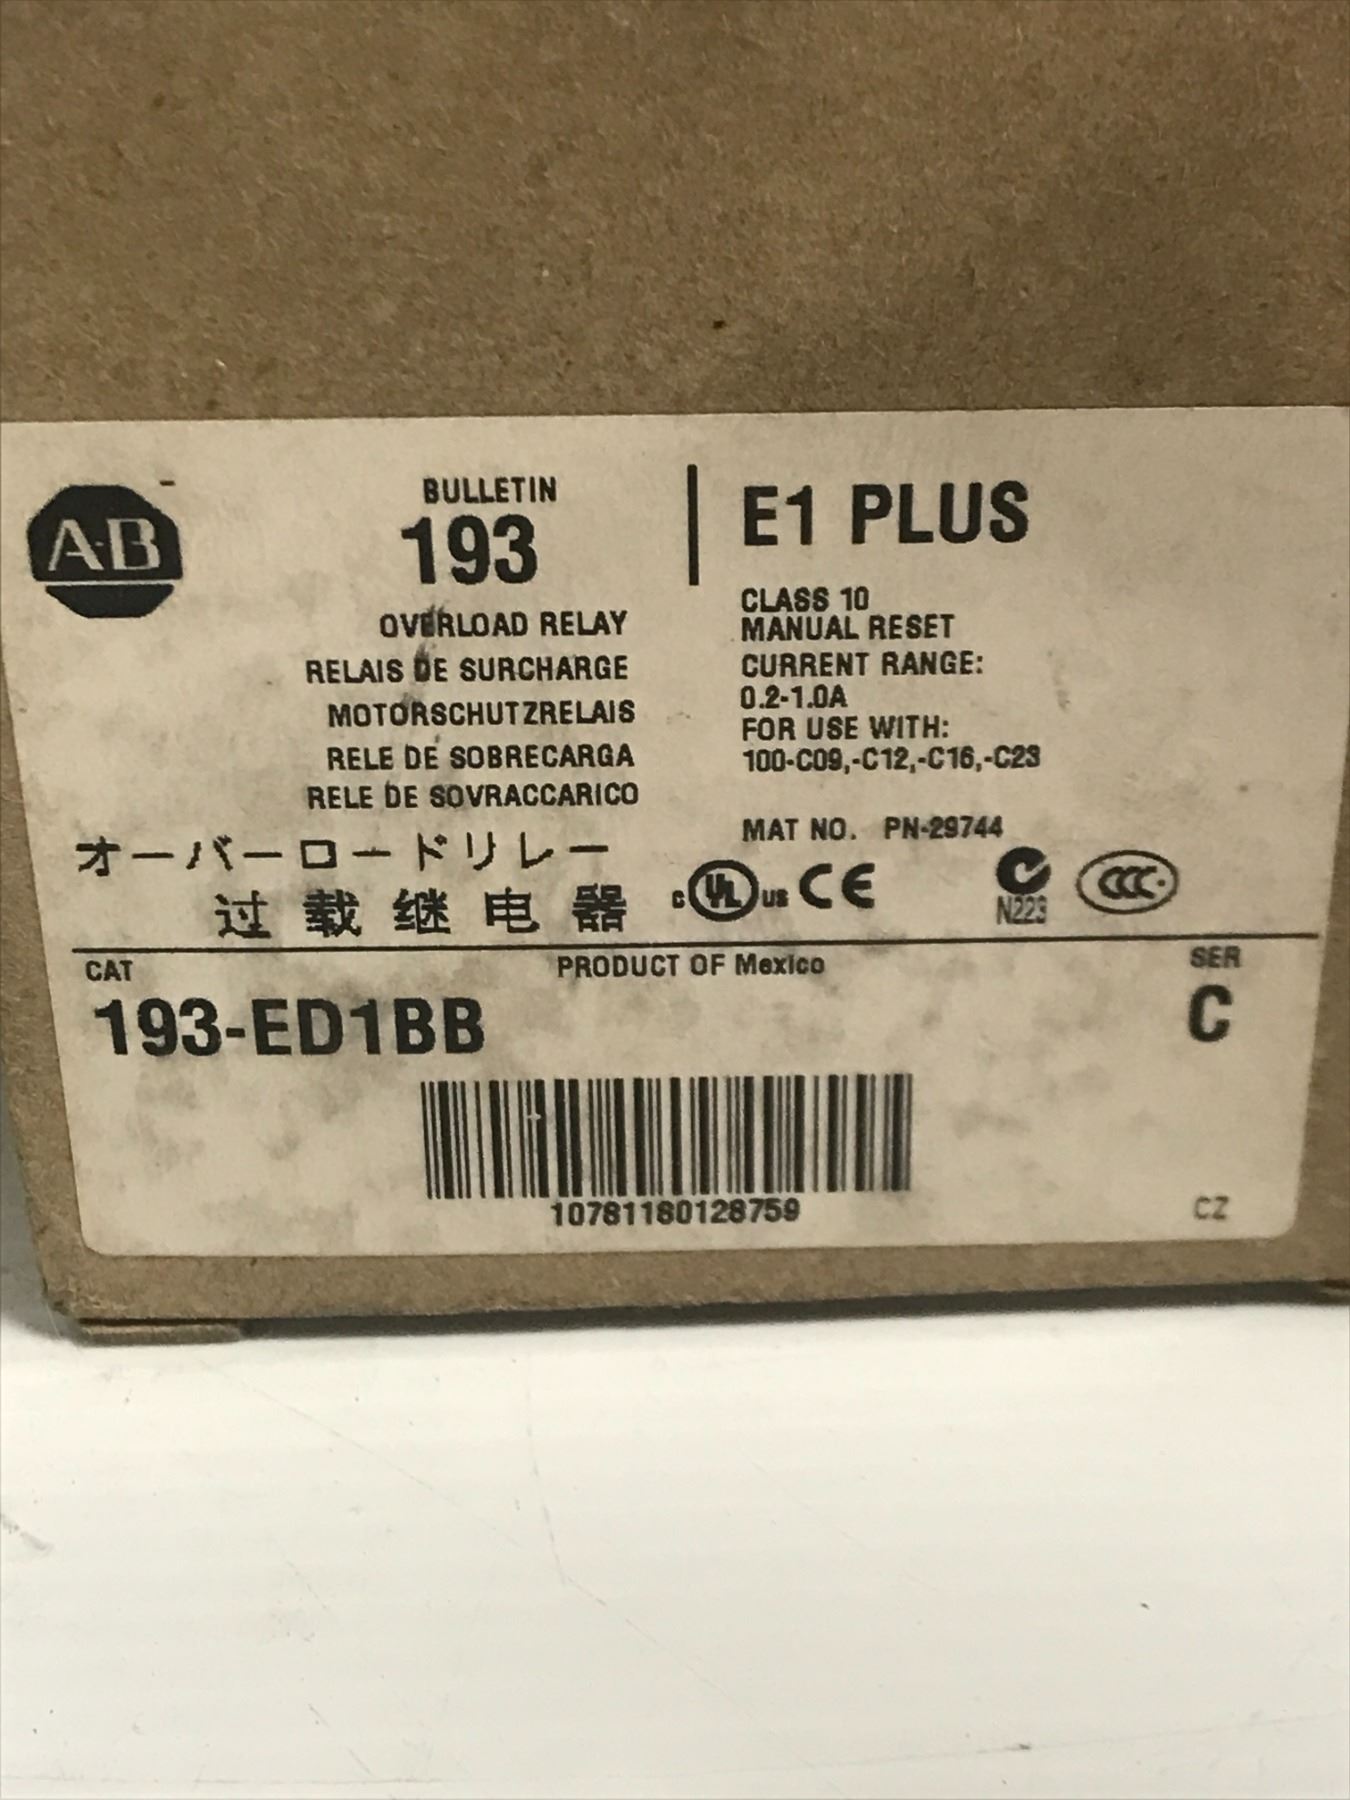 A-B
BULLETIN
193
OVERLOAD RELAY
RELAIS DE SURCHARGE
MOTORSCHUTZRELAIS
RELE DE SOBRECARGA
RELE DE SOVRACCARICO
オーバーロードリレー
过载继电器
E1 PLUS
CLASS 10
MANUAL RESET
CURRENT RANGE:
0.2-1.0A
FOR USE WITH:
100-C09,-C12,-C16,-C23
MAT NO. PN-29744
C UL US CE N223 CCC
CAT
PRODUCT OF Mexico
SER
193-ED1BB
C
10781180128759
CZ